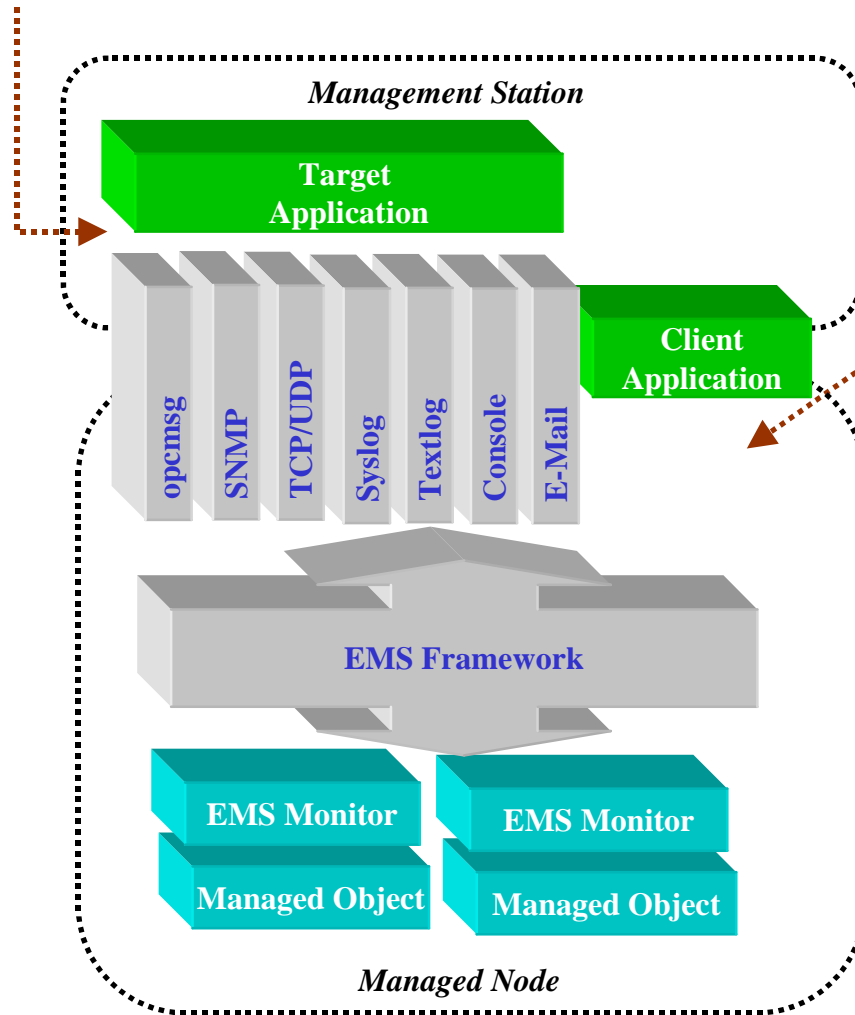 Management Station
Target
Application
Client
Application
opcmsg
SNMP
TCP/UDP
Syslog
Textlog
Console
E-Mail
EMS Framework
EMS Monitor
EMS Monitor
Managed Object
Managed Object
Managed Node